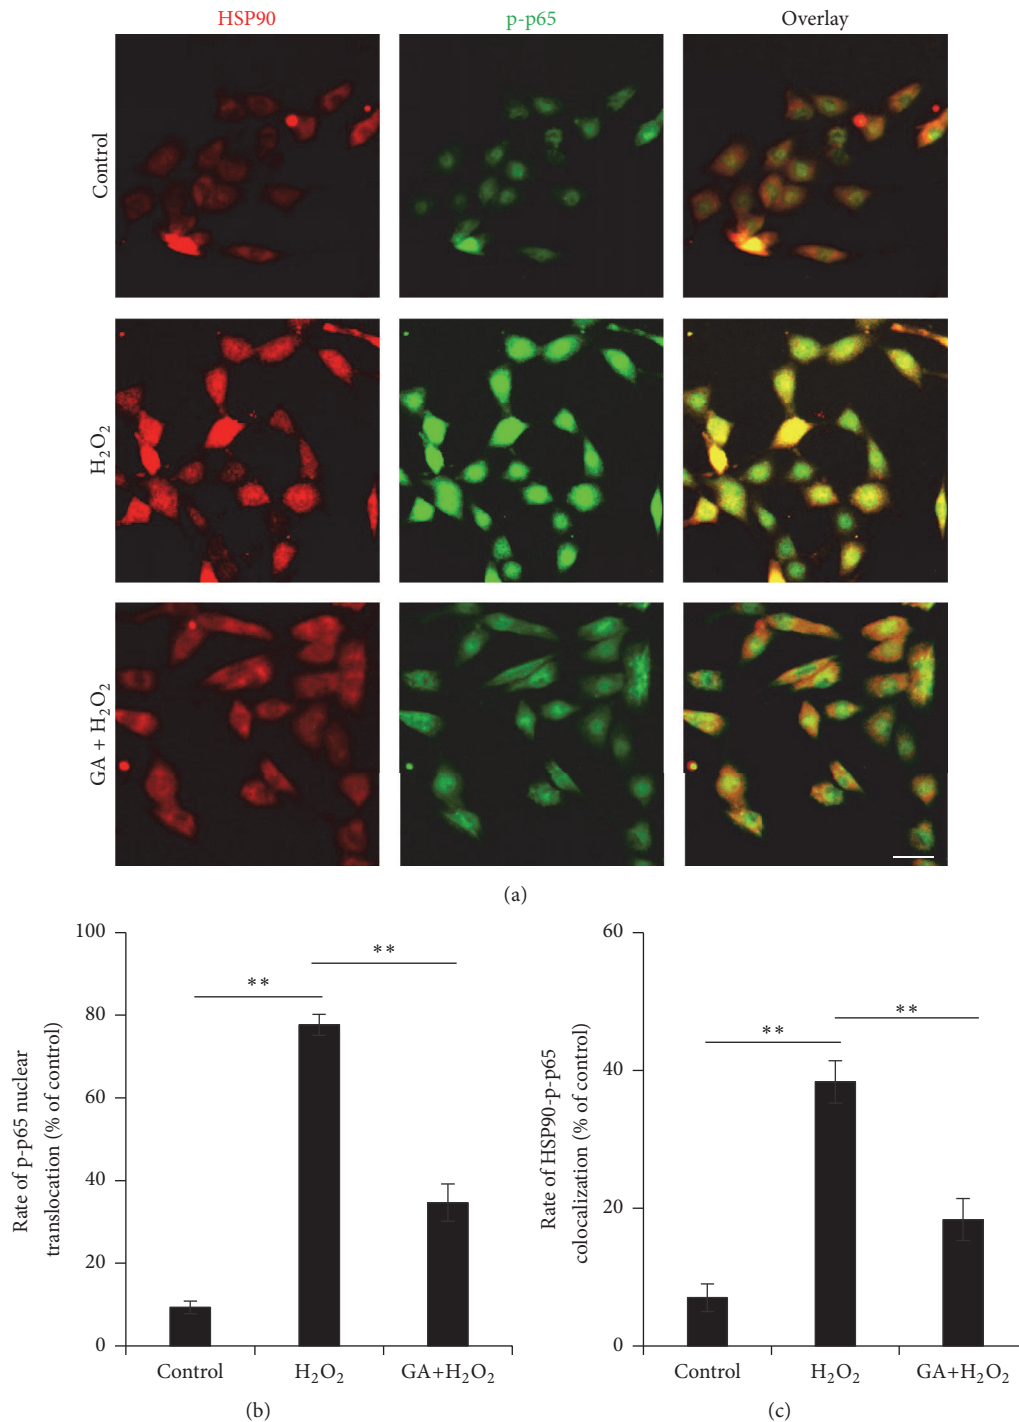 HSP90 p-p65 Overlay
Control
H₂O₂
GA + H₂O₂
(a)
100
80
60
40
20
0
Rate of p-p65 nuclear
translocation (% of control)
**
**
Control H₂O₂ GA+H₂O₂
(b)
60
40
20
0
Rate of HSP90-p-p65
colocalization (% of control)
**
**
Control H₂O₂ GA+H₂O₂
(c)